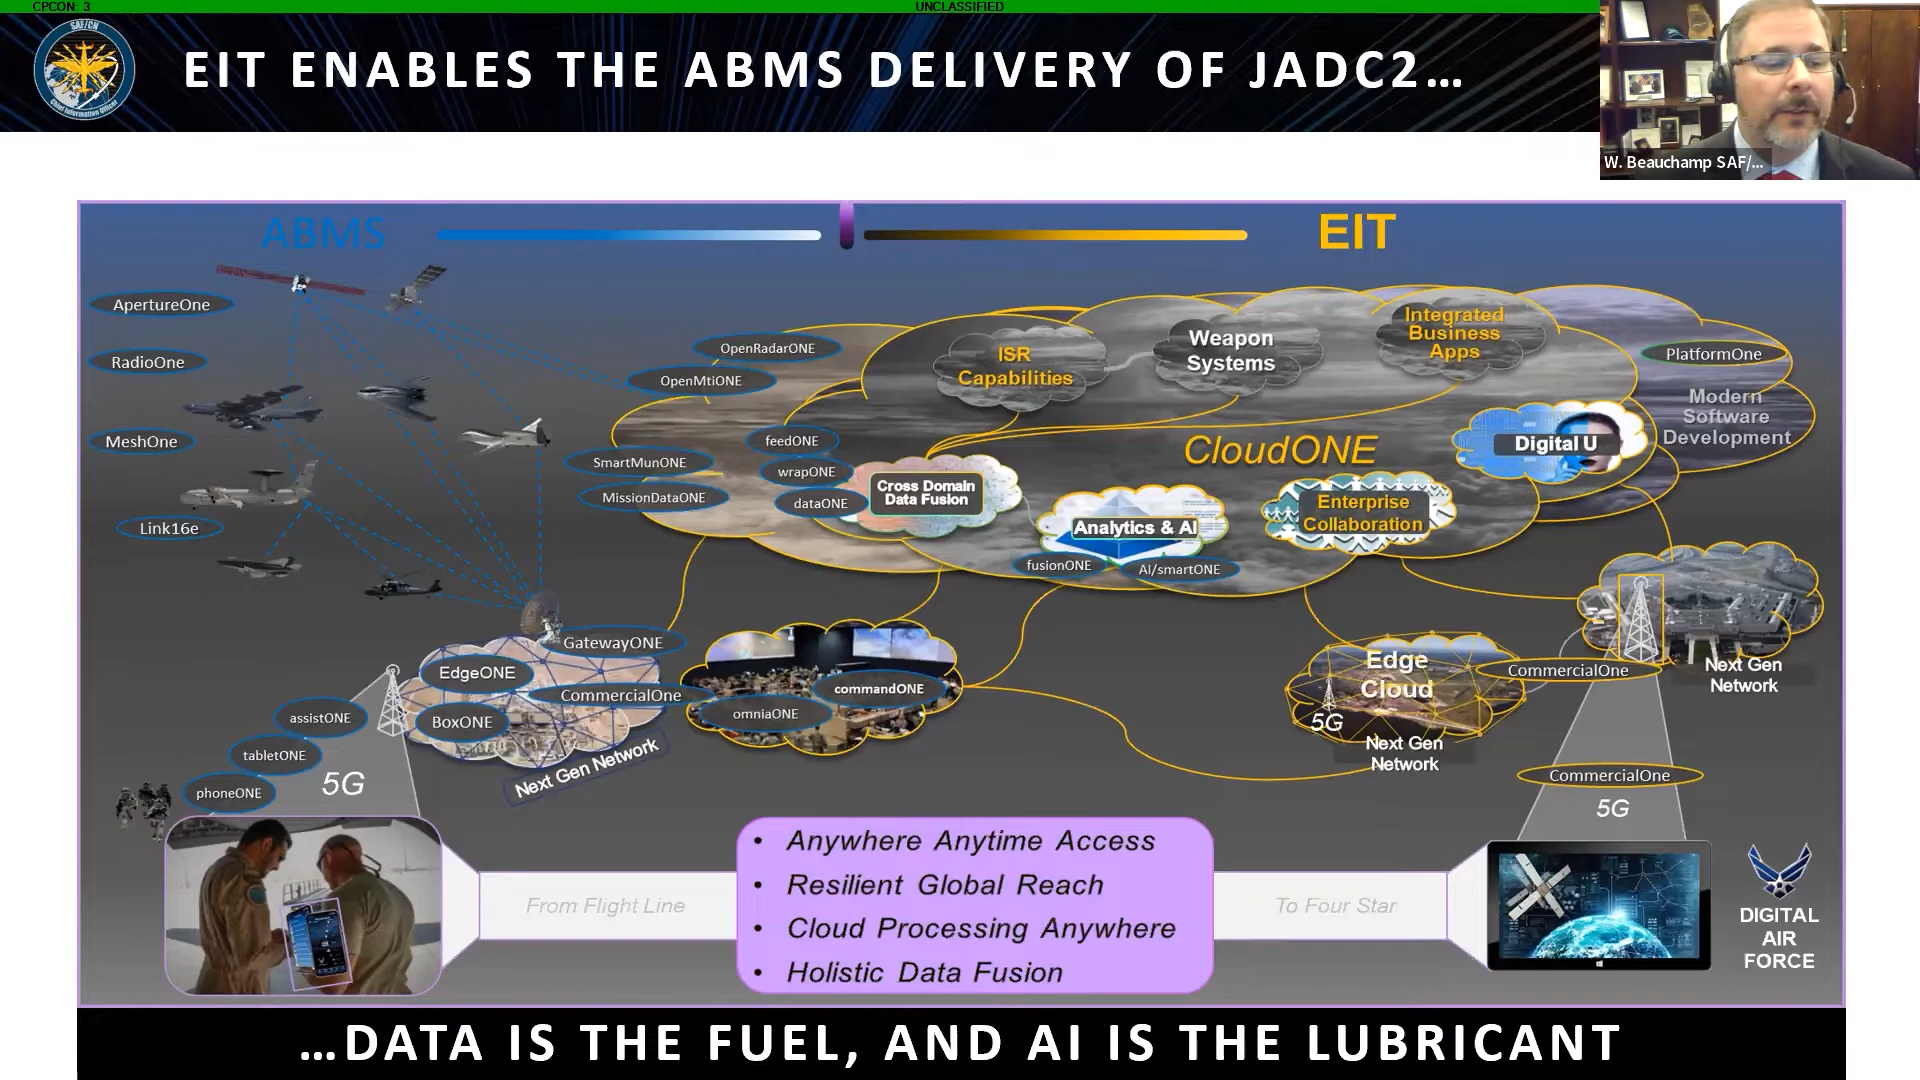 CPCON: 3
UNCLASSIFIED
SAF/CN
Chief Information Officer
EIT ENABLES THE ABMS DELIVERY OF JADC2…
W. Beauchamp SAF/...
ABMS
EIT
ApertureOne
RadioOne
MeshOne
Link16e
OpenRadarONE
OpenMtiONE
SmartMunONE
MissionDataONE
feedONE
wrapONE
dataONE
Cross Domain
Data Fusion
ISR
Capabilities
Weapon
Systems
Integrated
Business
Apps
PlatformOne
Modern
Software
Development
CloudONE
Digital U
Analytics & AI
fusionONE
AI/smartONE
Enterprise
Collaboration
GatewayONE
EdgeONE
CommercialOne
BoxONE
Next Gen Network
commandONE
omniaONE
Edge
Cloud
5G
Next Gen
Network
CommercialOne
Next Gen
Network
CommercialOne
5G
assistONE
tabletONE
phoneONE
5G
From Flight Line
• Anywhere Anytime Access
• Resilient Global Reach
• Cloud Processing Anywhere
• Holistic Data Fusion
To Four Star
DIGITAL
AIR
FORCE
…DATA IS THE FUEL, AND AI IS THE LUBRICANT